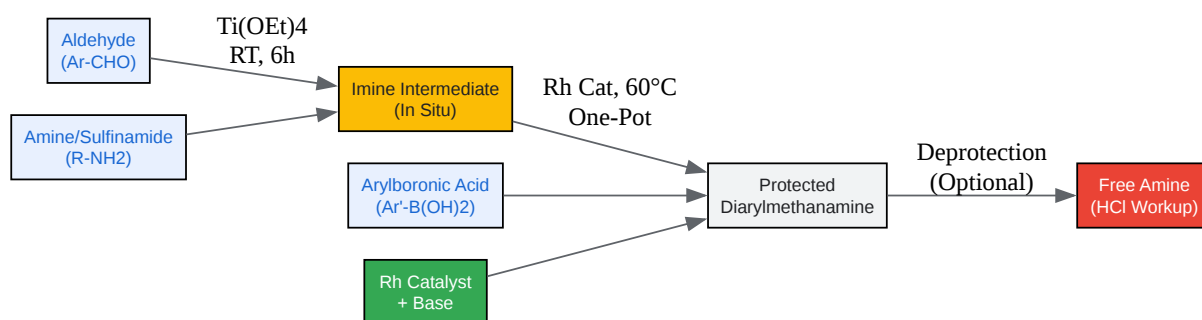 Aldehyde
(Ar-CHO)
Ti(OEt)4
RT, 6h
Amine/Sulfinamide
(R-NH2)
Imine Intermediate
(In Situ)
Rh Cat, 60°C
One-Pot
Arylboronic Acid
(Ar'-B(OH)2)
Rh Catalyst
+ Base
Protected
Diarylmethanamine
Deprotection
(Optional)
Free Amine
(HCl Workup)